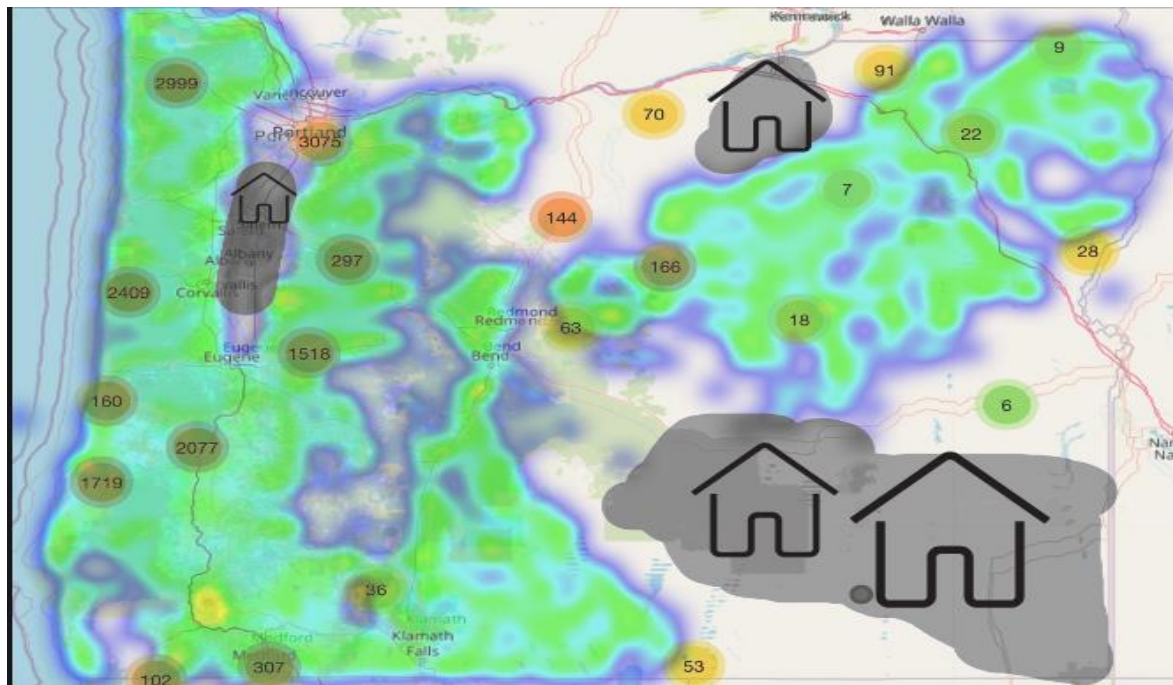 Kennewick
Walla Walla
9
91
2999
Vancouver
70
Portland
3075
22
7
144
28
Albany
297
166
2409
Corvallis
Redmond
63
18
Bend
Eugene
1518
160
6
2077
1719
36
Klamath
Falls
Medford
307
53
102